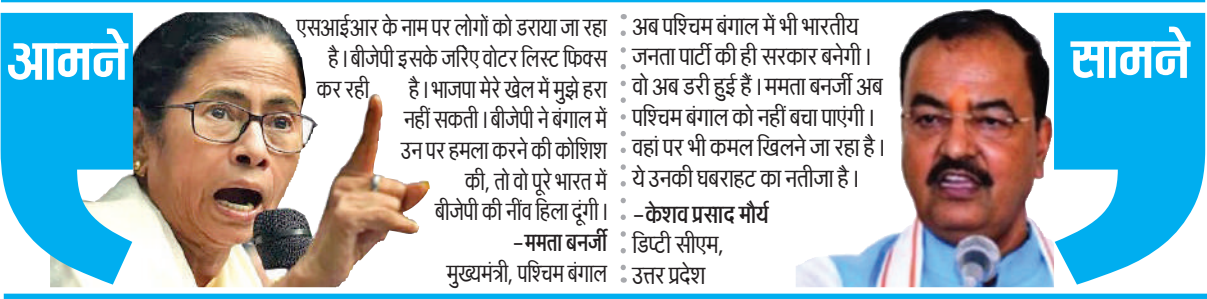 आमने
एसआईआर के नाम पर लोगों को डराया जा रहा
है। बीजेपी इसके जरिए वोटर लिस्ट फिक्स
कर रही है। भाजपा मेरे खेल में मुझे हरा
नहीं सकती। बीजेपी ने बंगाल में
उन पर हमला करने की कोशिश
की, तो वो पूरे भारत में
बीजेपी की नींव हिला दूंगी।
–ममता बनर्जी
मुख्यमंत्री, पश्चिम बंगाल
अब पश्चिम बंगाल में भी भारतीय
जनता पार्टी की ही सरकार बनेगी।
वो अब डरी हुई हैं। ममता बनर्जी अब
पश्चिम बंगाल को नहीं बचा पाएंगी।
वहां पर भी कमल खिलने जा रहा है।
ये उनकी घबराहट का नतीजा है।
–केशव प्रसाद मौर्य
डिप्टी सीएम,
उत्तर प्रदेश
सामने